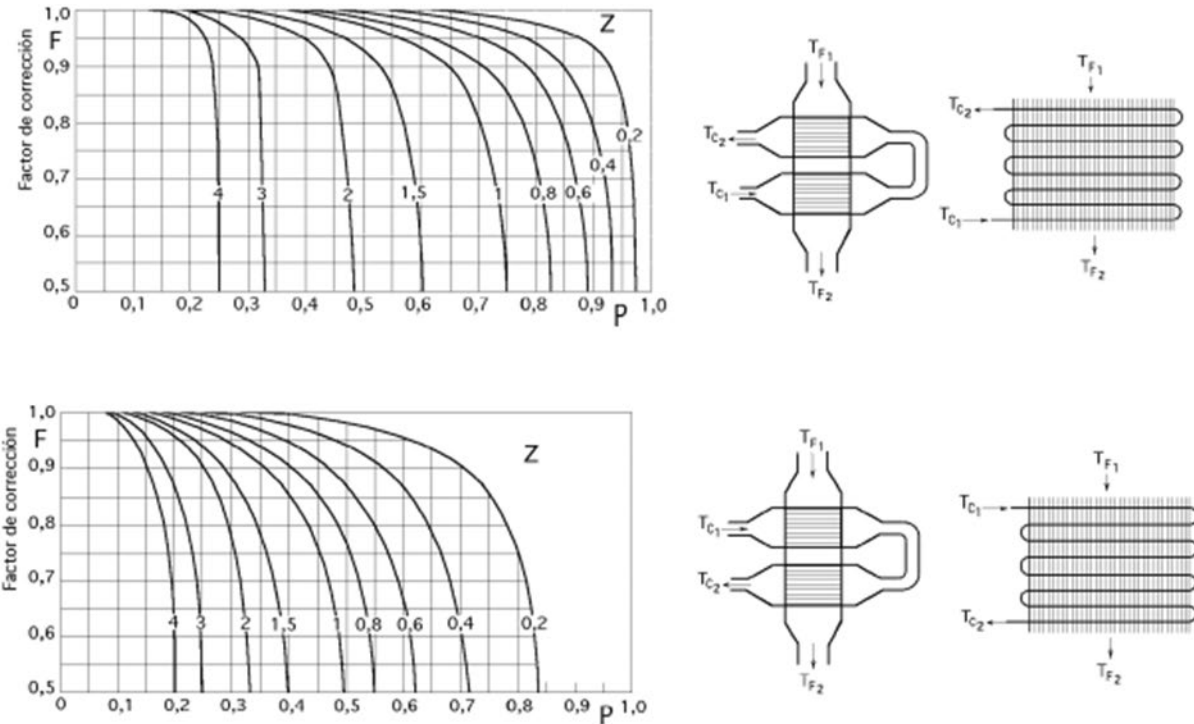 1,0
F
0,9
0,8
0,7
0,6
0,5
Factor de corrección
Z
4
3
2
1,5
1
0,8
0,6
0,4
0,2
0 0,1 0,2 0,3 0,4 0,5 0,6 0,7 0,8 0,9 1,0
P
TF1
TC2
TC1
TF2
TF1
TC2
TC1
TF2
1,0
F
0,9
0,8
0,7
0,6
0,5
Factor de corrección
Z
4 3 2 1,5 1 0,8 0,6 0,4 0,2
0 0,1 0,2 0,3 0,4 0,5 0,6 0,7 0,8 0,9 P 1,0
TF1
TC1
TC2
TF2
TF1
TC1
TC2
TF2